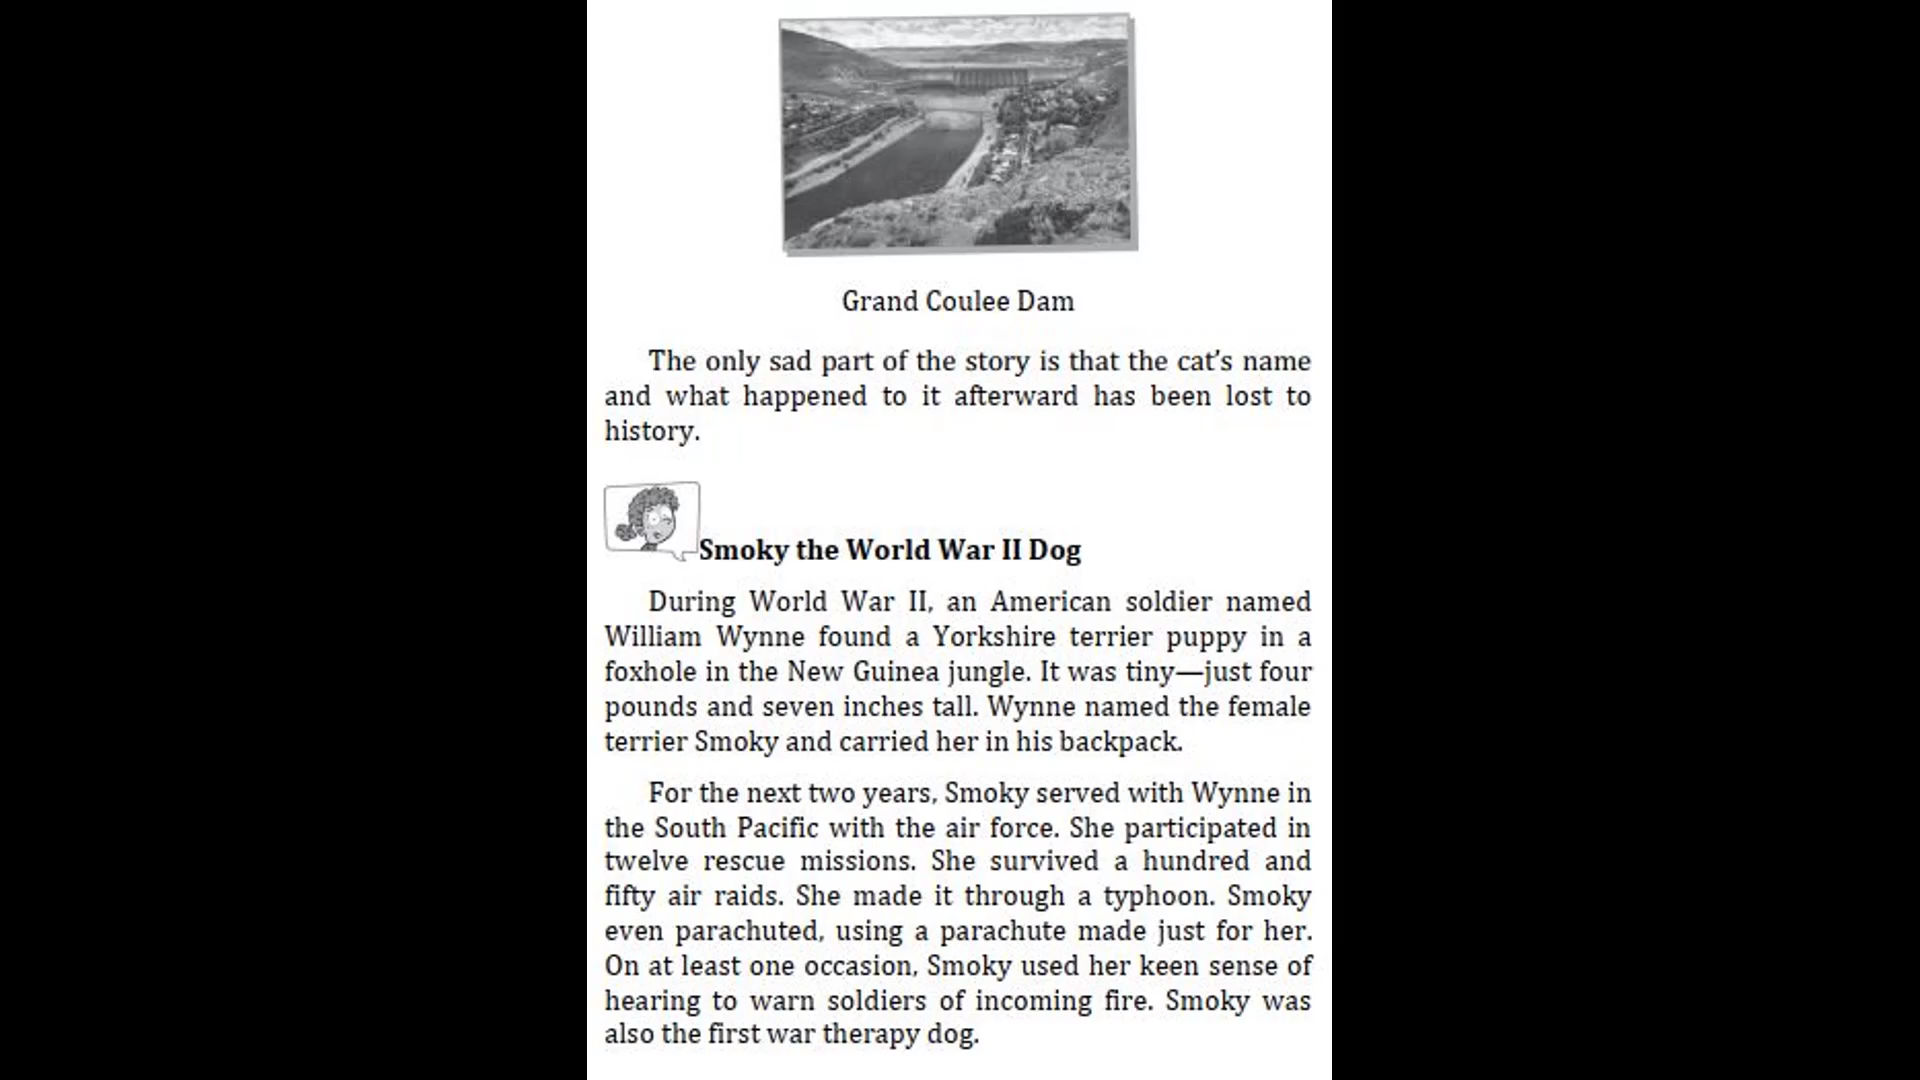 Grand Coulee Dam
The only sad part of the story is that the cat’s name
and what happened to it afterward has been lost to
history.
Smoky the World War II Dog
During World War II, an American soldier named
William Wynne found a Yorkshire terrier puppy in a
foxhole in the New Guinea jungle. It was tiny—just four
pounds and seven inches tall. Wynne named the female
terrier Smoky and carried her in his backpack.
For the next two years, Smoky served with Wynne in
the South Pacific with the air force. She participated in
twelve rescue missions. She survived a hundred and
fifty air raids. She made it through a typhoon. Smoky
even parachuted, using a parachute made just for her.
On at least one occasion, Smoky used her keen sense of
hearing to warn soldiers of incoming fire. Smoky was
also the first war therapy dog.